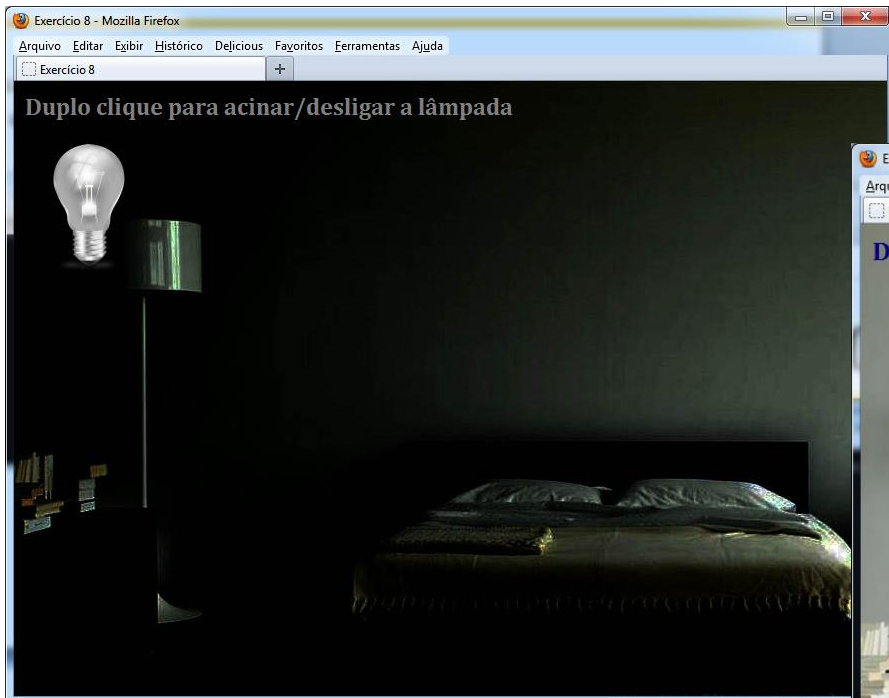 Exercício 8 - Mozilla Firefox
Arquivo Editar Exibir Histórico Delicious Favoritos Ferramentas Ajuda
Exercício 8
Duplo clique para acinar/desligar a lâmpada
E
Arqu
D